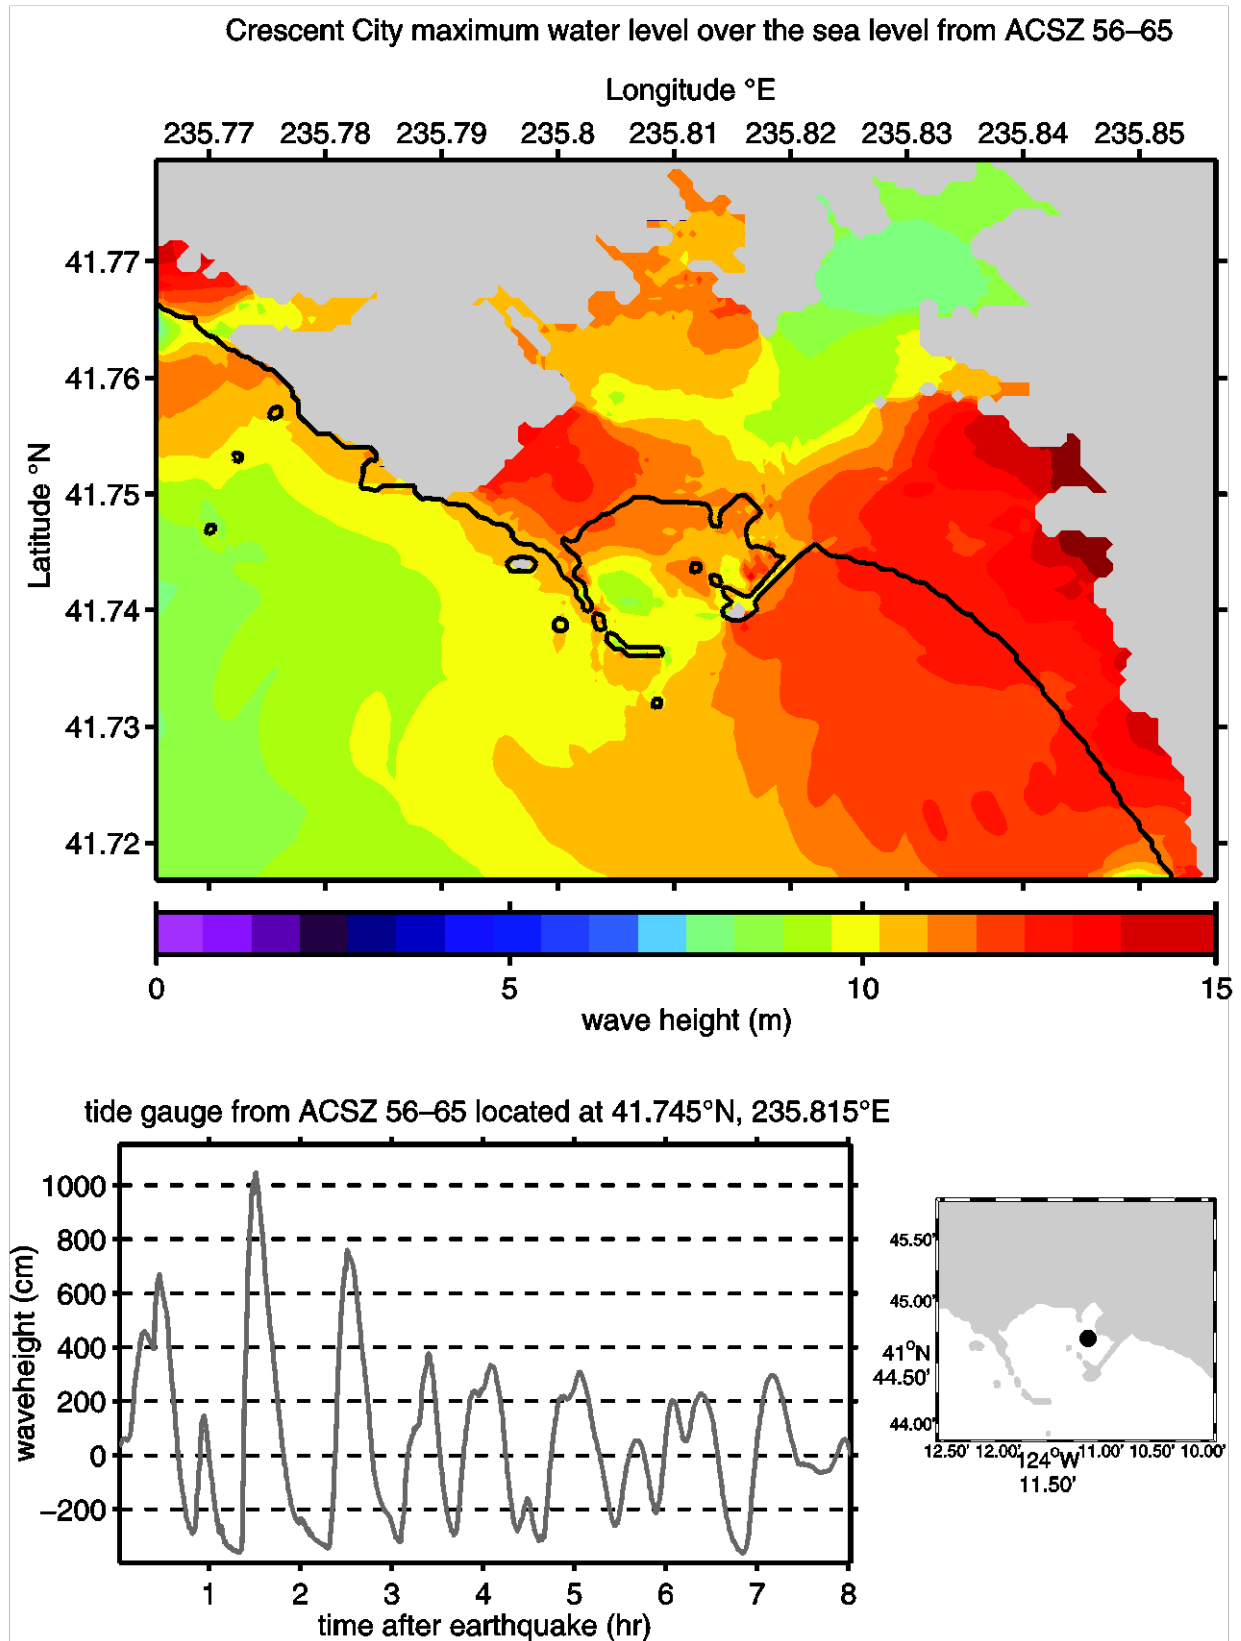 Crescent City maximum water level over the sea level from ACSZ 56–65
Longitude °E
235.77 235.78 235.79 235.8 235.81 235.82 235.83 235.84 235.85
Latitude °N
41.77
41.76
41.75
41.74
41.73
41.72
0 5 10 15
wave height (m)
tide gauge from ACSZ 56–65 located at 41.745°N, 235.815°E
waveheight (cm)
1000
800
600
400
200
0
−200
1 2 3 4 5 6 7 8
time after earthquake (hr)
45.50'
45.00'
41°N
44.50'
44.00'
12.50' 12.00' 11.00' 10.50' 10.00'
124°W
11.50'